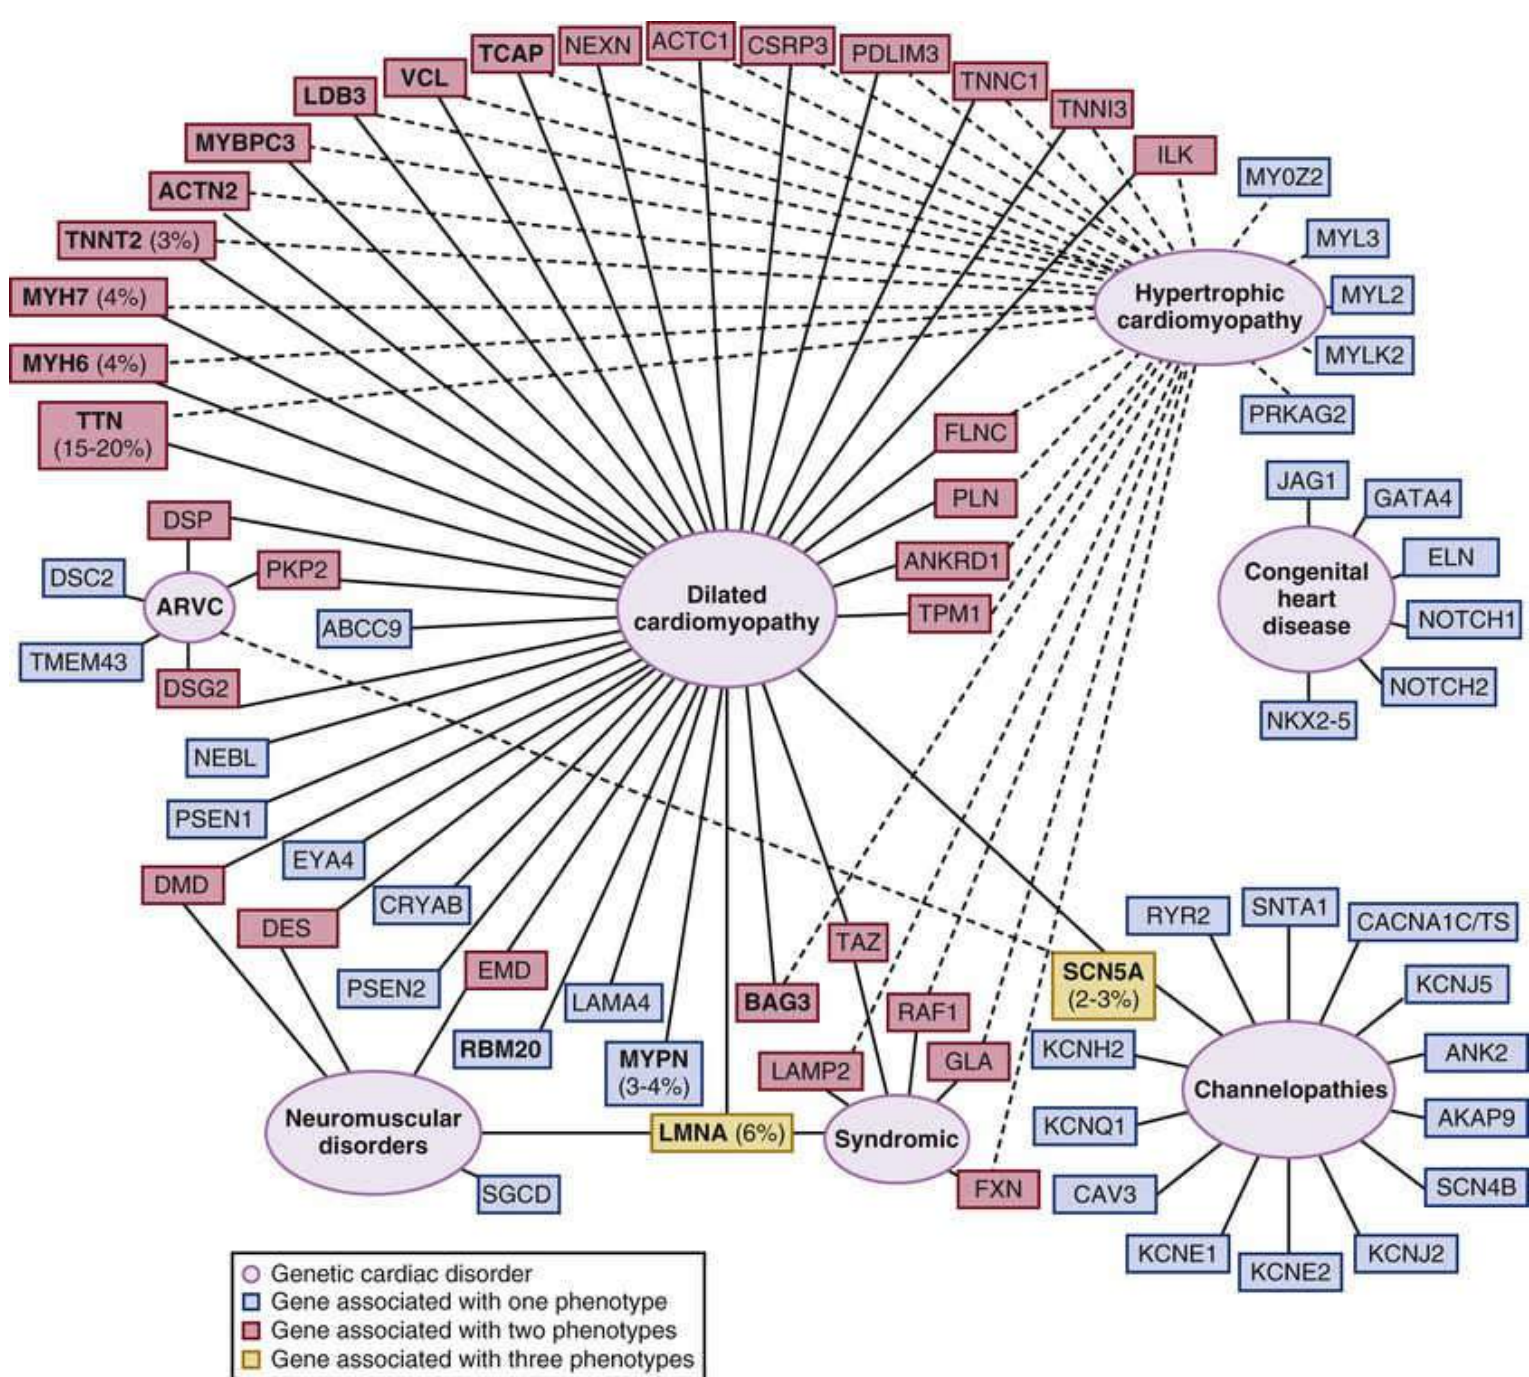 TCAP
NEXN
ACTC1
CSRP3
PDLIM3
VCL
TNNC1
LDB3
TNNI3
MYBPC3
ILK
ACTN2
MY0Z2
TNNT2 (3%)
MYL3
MYH7 (4%)
Hypertrophic
cardiomyopathy
MYL2
MYH6 (4%)
MYLK2
TTN
(15-20%)
PRKAG2
FLNC
JAG1
GATA4
PLN
DSP
DSC2
PKP2
ANKRD1
ELN
ARVC
ABCC9
Dilated
cardiomyopathy
TPM1
Congenital
heart
disease
NOTCH1
TMEM43
DSG2
NOTCH2
NKX2-5
NEBL
PSEN1
EYA4
DMD
CRYAB
DES
RYR2
SNTA1
CACNA1C/TS
TAZ
EMD
PSEN2
LAMA4
BAG3
RAF1
SCN5A
(2-3%)
KCNJ5
RBM20
MYPN
(3-4%)
LAMP2
GLA
KCNH2
ANK2
Channelopathies
Neuromuscular
disorders
LMNA (6%)
Syndromic
KCNQ1
AKAP9
SGCD
FXN
CAV3
SCN4B
KCNE1
KCNE2
KCNJ2
Genetic cardiac disorder
Gene associated with one phenotype
Gene associated with two phenotypes
Gene associated with three phenotypes